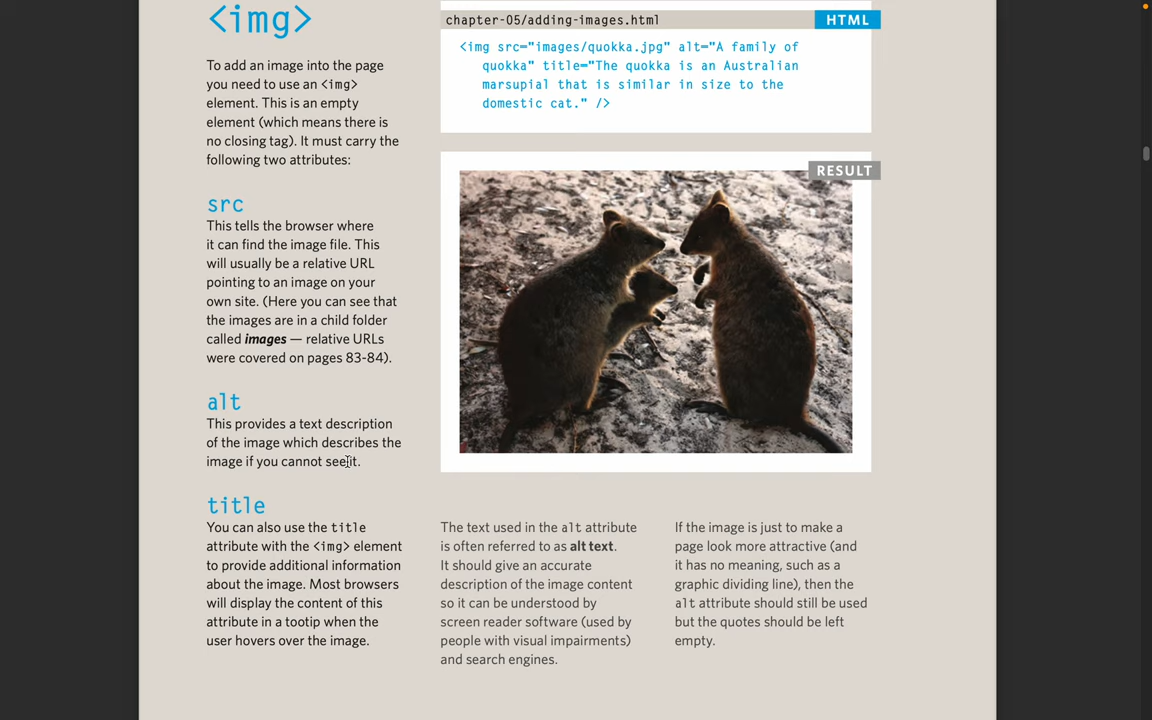 <img>
To add an image into the page
you need to use an <img>
element. This is an empty
element (which means there is
no closing tag). It must carry the
following two attributes:
src
This tells the browser where
it can find the image file. This
will usually be a relative URL
pointing to an image on your
own site. (Here you can see that
the images are in a child folder
called images — relative URLs
were covered on pages 83-84).
alt
This provides a text description
of the image which describes the
image if you cannot see it.
title
You can also use the title
attribute with the <img> element
to provide additional information
about the image. Most browsers
will display the content of this
attribute in a tootip when the
user hovers over the image.
chapter-05/adding-images.html
HTML
<img src="images/quokka.jpg" alt="A family of
quokka" title="The quokka is an Australian
marsupial that is similar in size to the
domestic cat." />
RESULT
The text used in the alt attribute
is often referred to as alt text.
It should give an accurate
description of the image content
so it can be understood by
screen reader software (used by
people with visual impairments)
and search engines.
If the image is just to make a
page look more attractive (and
it has no meaning, such as a
graphic dividing line), then the
alt attribute should still be used
but the quotes should be left
empty.